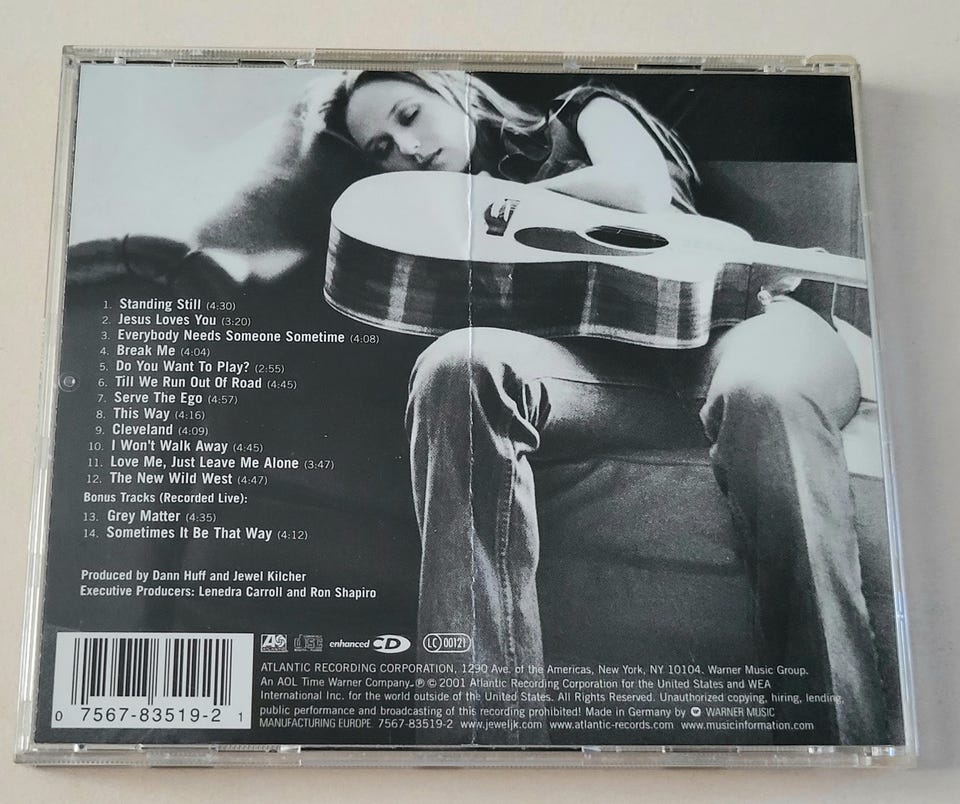 1. Standing Still (4:30)
2. Jesus Loves You (3:20)
3. Everybody Needs Someone Sometime (4:08)
4. Break Me (4:04)
5. Do You Want To Play? (2:55)
6. Till We Run Out Of Road (4:45)
7. Serve The Ego (4:57)
8. This Way (4:16)
9. Cleveland (4:09)
10. I Won't Walk Away (4:45)
11. Love Me, Just Leave Me Alone (3:47)
12. The New Wild West (4:47)
Bonus Tracks (Recorded Live):
13. Grey Matter (4:35)
14. Sometimes It Be That Way (4:12)
Produced by Dann Huff and Jewel Kilcher
Executive Producers: Lenedra Carroll and Ron Shapiro
0 7567-83519-2 1
ATLANTIC enhanced CD LC 00121
ATLANTIC RECORDING CORPORATION, 1290 Ave. of the Americas, New York, NY 10104. Warner Music Group.
An AOL Time Warner Company. ℗ © 2001 Atlantic Recording Corporation for the United States and WEA
International Inc. for the world outside of the United States. All Rights Reserved. Unauthorized copying, hiring, lending,
public performance and broadcasting of this recording prohibited! Made in Germany by WARNER MUSIC
MANUFACTURING EUROPE. 7567-83519-2 www.jeweljk.com www.atlantic-records.com www.musicinformation.com